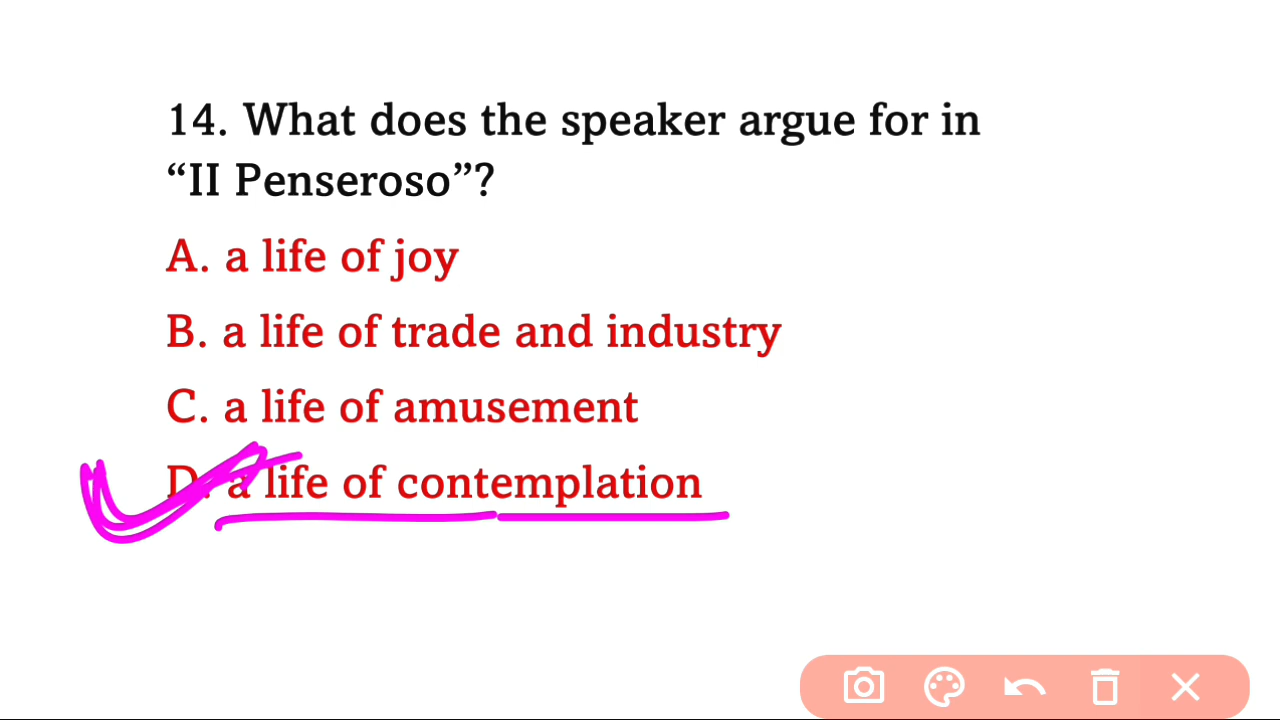 14. What does the speaker argue for in
“II Penseroso”?
A. a life of joy
B. a life of trade and industry
C. a life of amusement
D. a life of contemplation